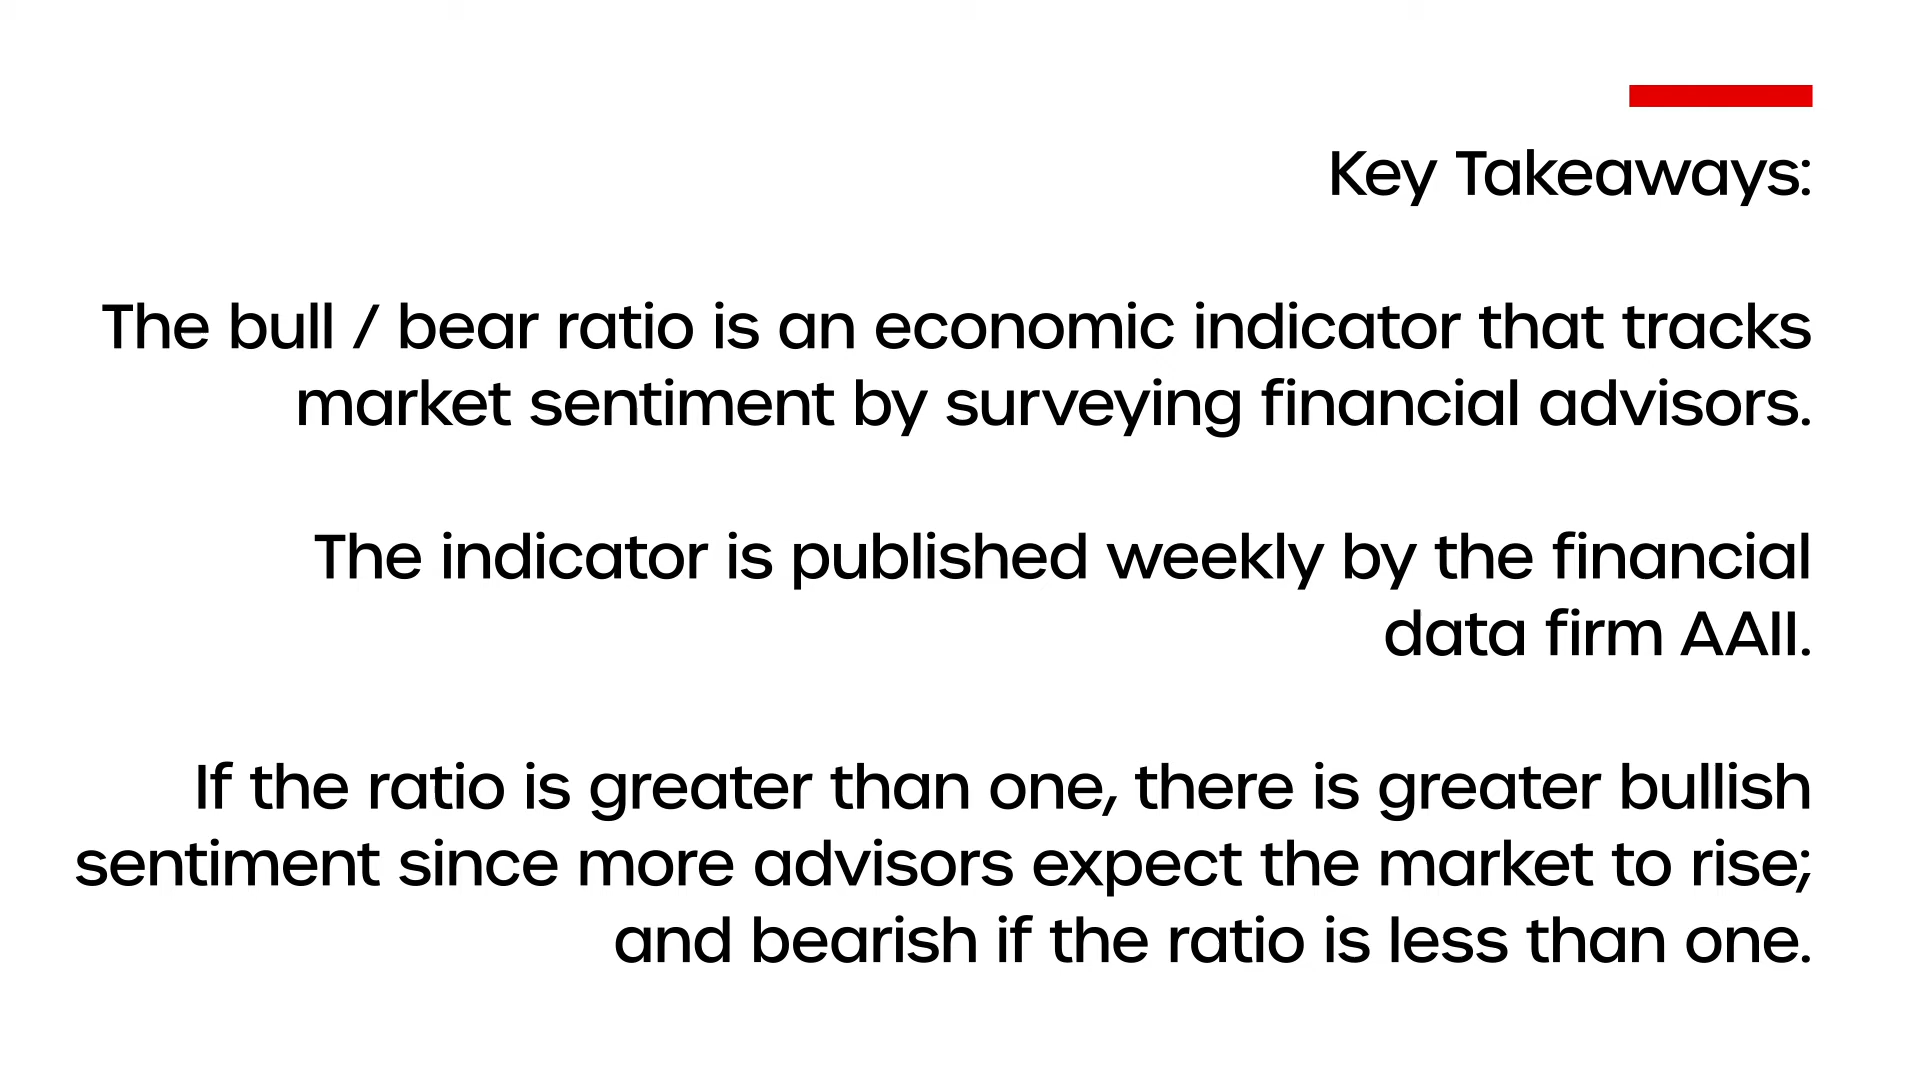 Key Takeaways:
The bull / bear ratio is an economic indicator that tracks
market sentiment by surveying financial advisors.
The indicator is published weekly by the financial
data firm AAII.
If the ratio is greater than one, there is greater bullish
sentiment since more advisors expect the market to rise;
and bearish if the ratio is less than one.